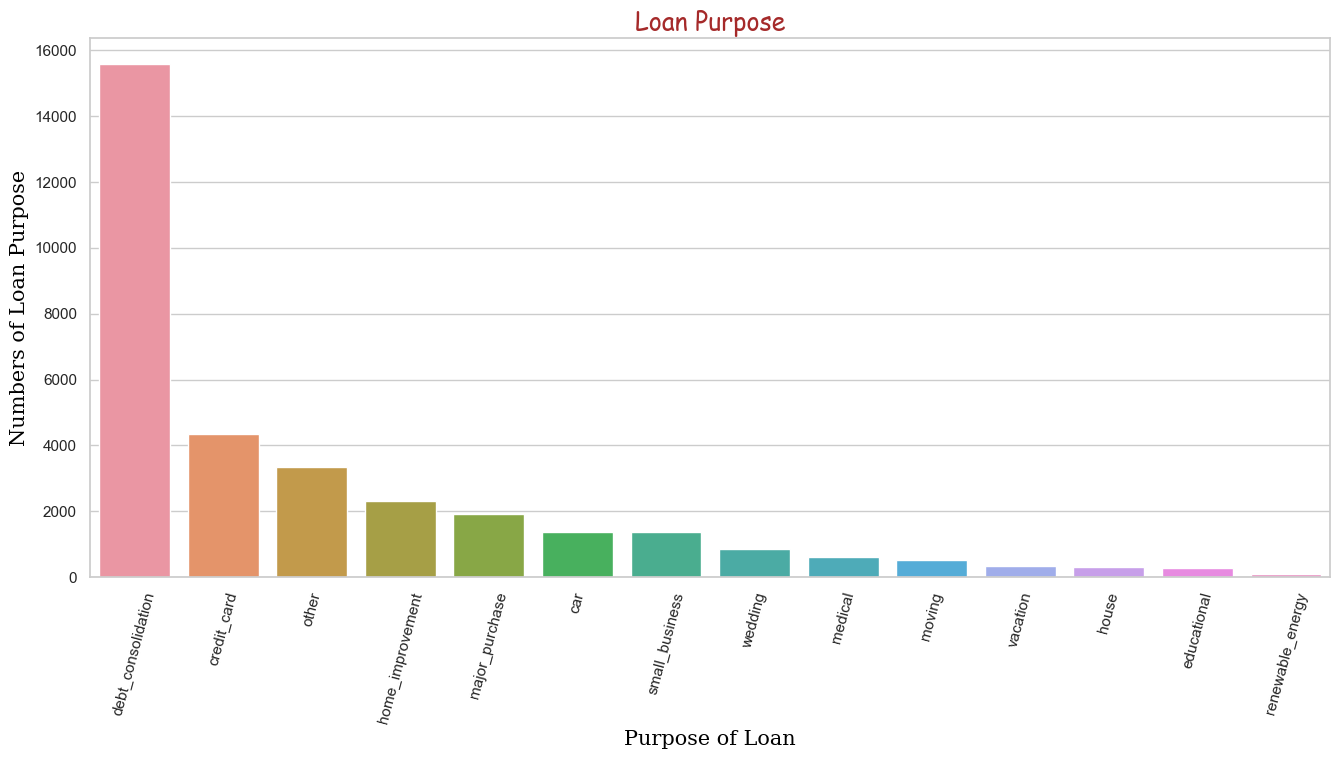 Loan Purpose
Numbers of Loan Purpose
16000
14000
12000
10000
8000
6000
4000
2000
0
debt_consolidation
credit_card
other
home_improvement
major_purchase
car
small_business
wedding
medical
moving
vacation
house
educational
renewable_energy
Purpose of Loan